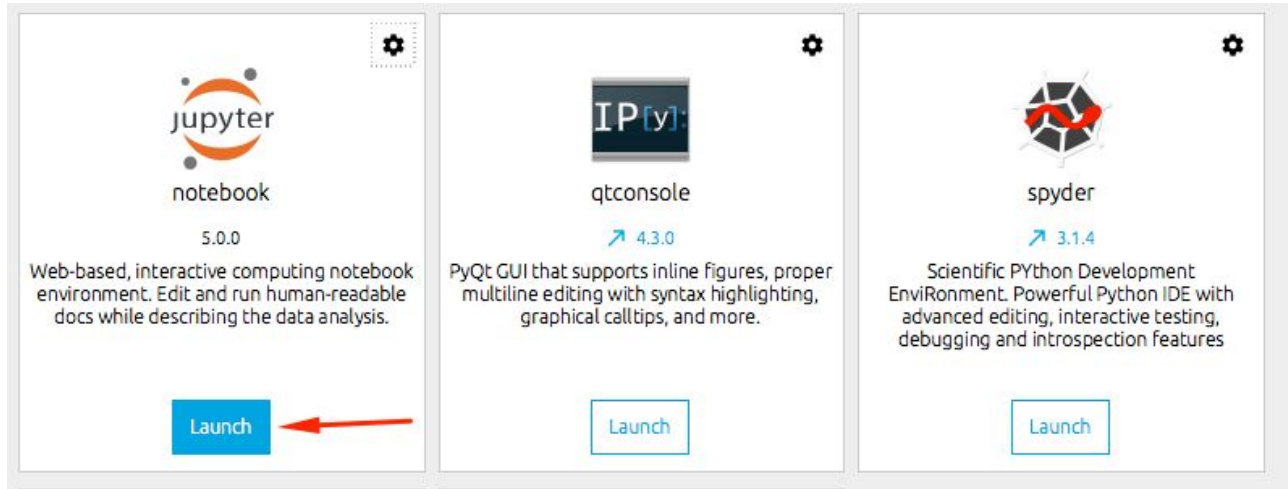 jupyter
notebook
5.0.0
Web-based, interactive computing notebook
environment. Edit and run human-readable
docs while describing the data analysis.
Launch
IP[y]:
qtconsole
4.3.0
PyQt GUI that supports inline figures, proper
multiline editing with syntax highlighting,
graphical calltips, and more.
Launch
spyder
3.1.4
Scientific PYthon Development
EnviRonment. Powerful Python IDE with
advanced editing, interactive testing,
debugging and introspection features
Launch